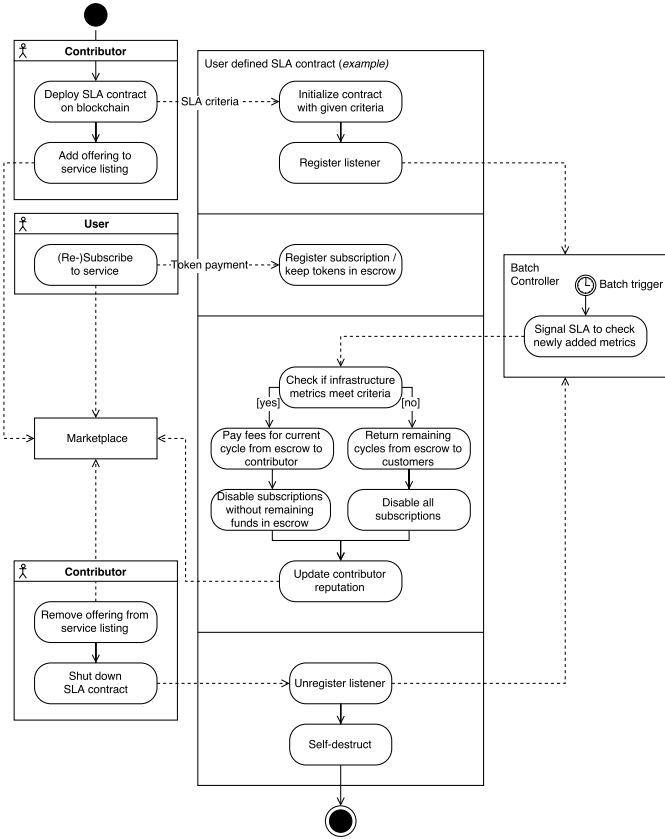 Contributor
Deploy SLA contract
on blockchain
SLA criteria
Add offering to
service listing
User defined SLA contract (example)
Initialize contract
with given criteria
Register listener
User
(Re-)Subscribe
to service
Token payment
Register subscription /
keep tokens in escrow
Batch
Controller
Batch trigger
Signal SLA to check
newly added metrics
Check if infrastructure
metrics meet criteria
[yes]
[no]
Pay fees for current
cycle from escrow to
contributor
Return remaining
cycles from escrow to
customers
Disable subscriptions
without remaining
funds in escrow
Disable all
subscriptions
Update contributor
reputation
Marketplace
Contributor
Remove offering from
service listing
Shut down
SLA contract
Unregister listener
Self-destruct